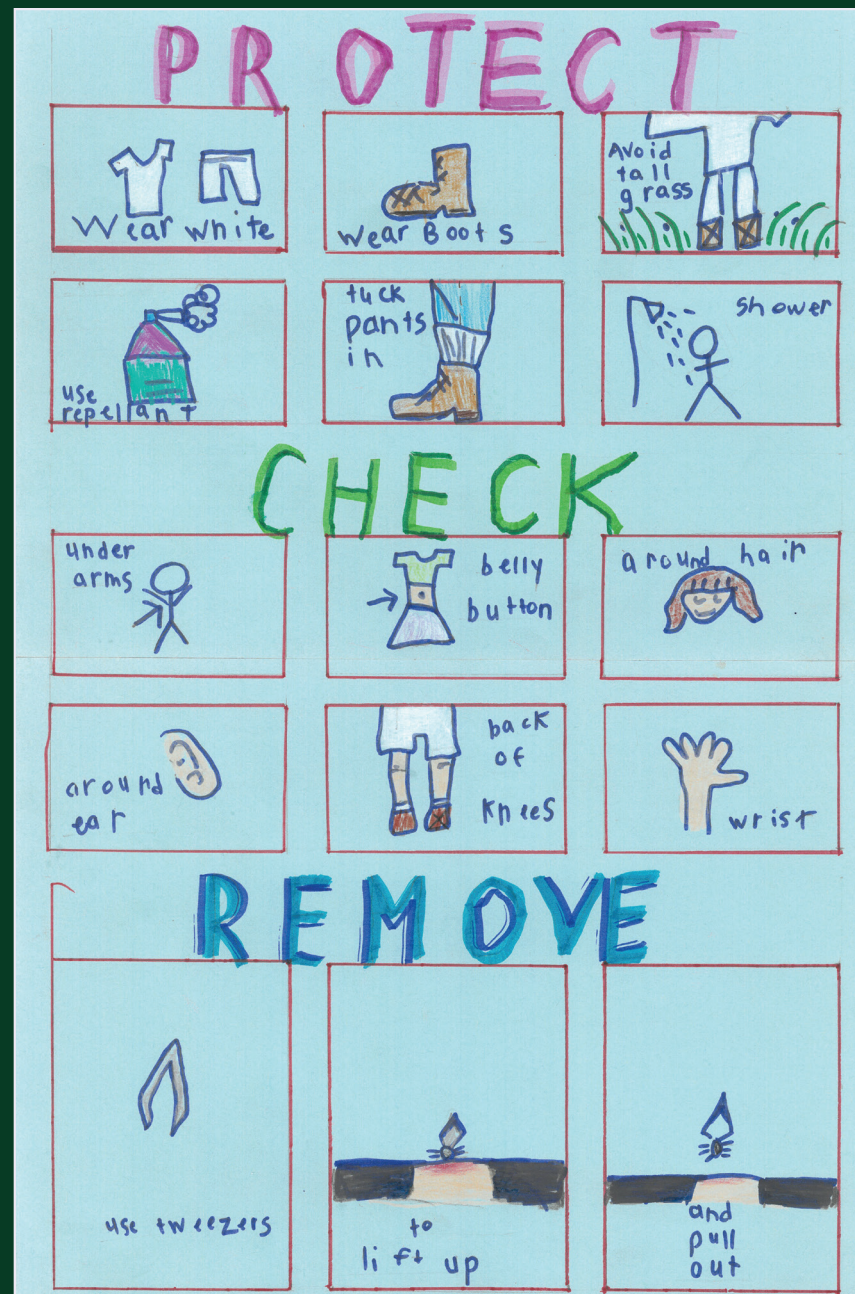 PROTECT
Wear white
Wear Boots
Avoid
tall
grass
use
repellant
tuck
pants
in
shower
CHECK
under
arms
belly
button
around hair
around
ear
back
of
knees
wrist
REMOVE
use tweezers
to
lift up
and
pull
out